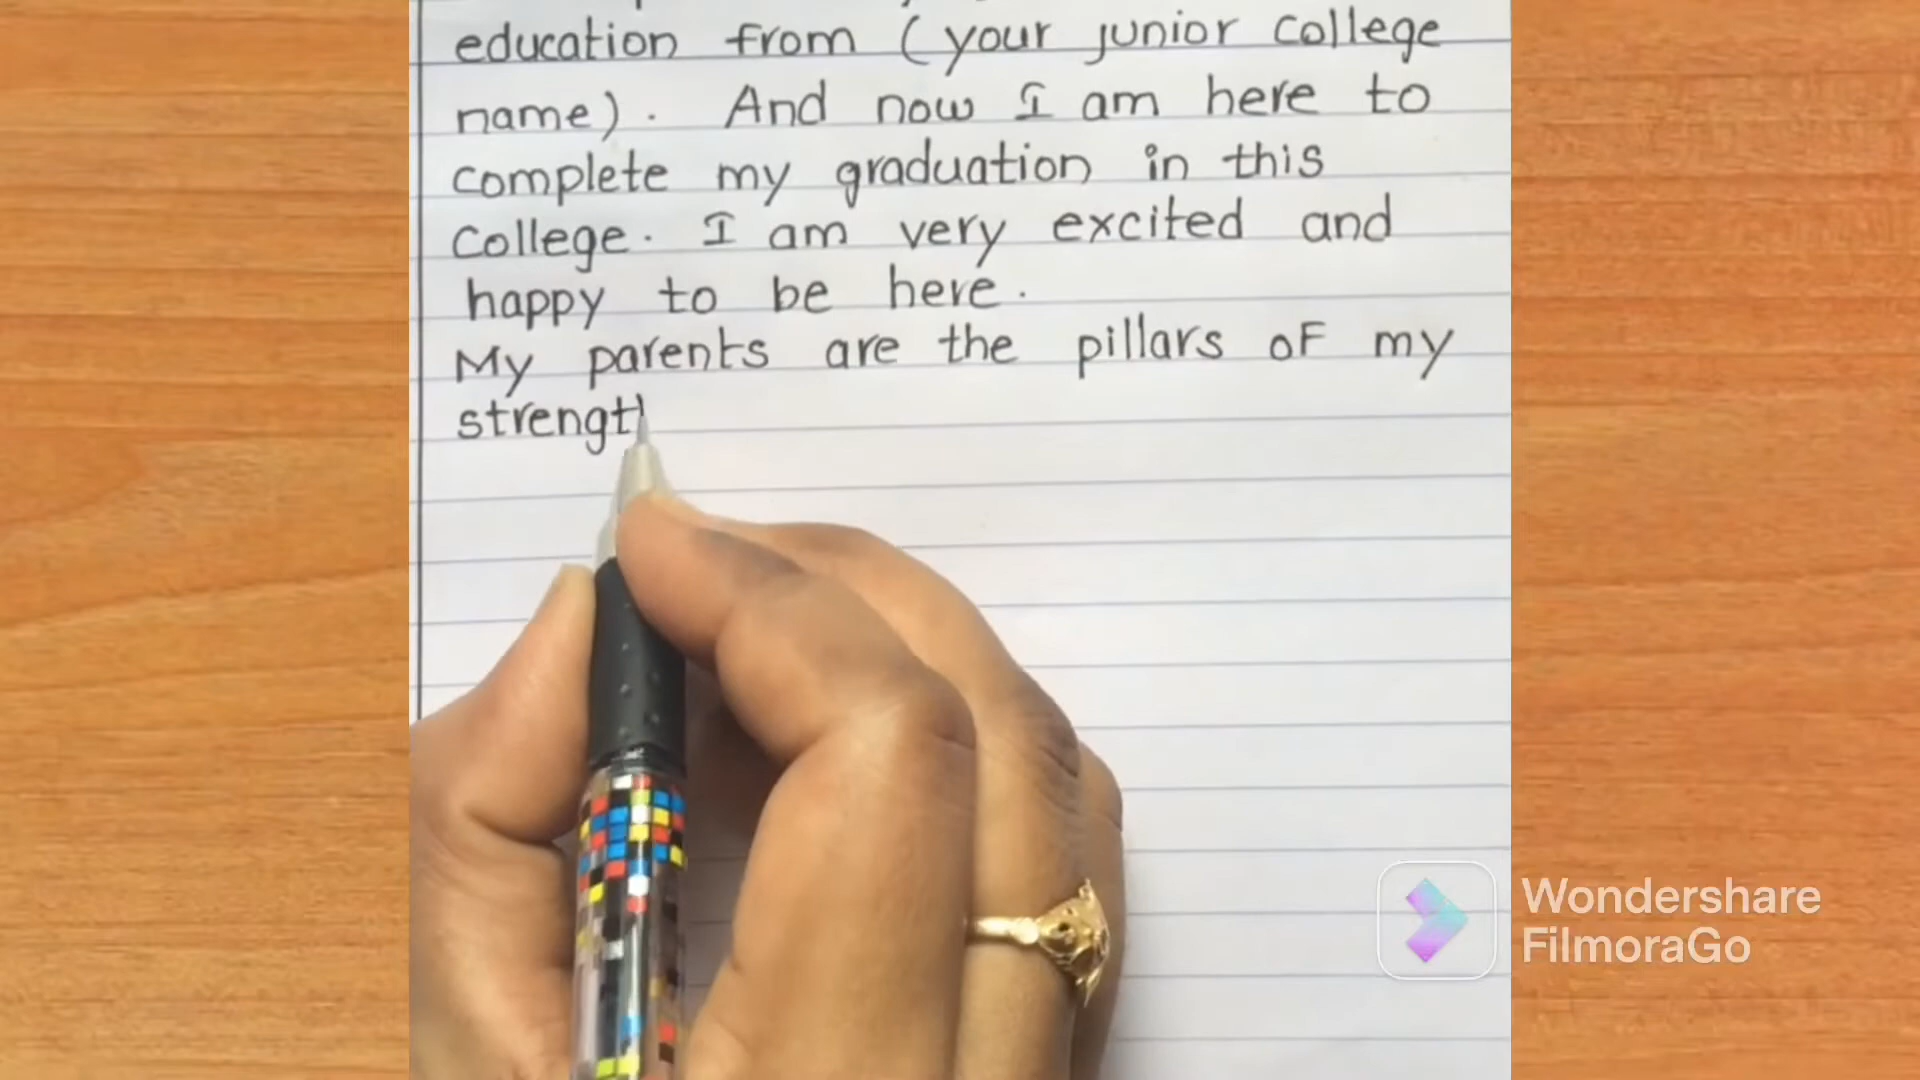 education from (your junior college
name). And now I am here to
complete my graduation in this
College. I am very excited and
happy to be here.
My parents are the pillars of my
strengt
Wondershare
FilmoraGo